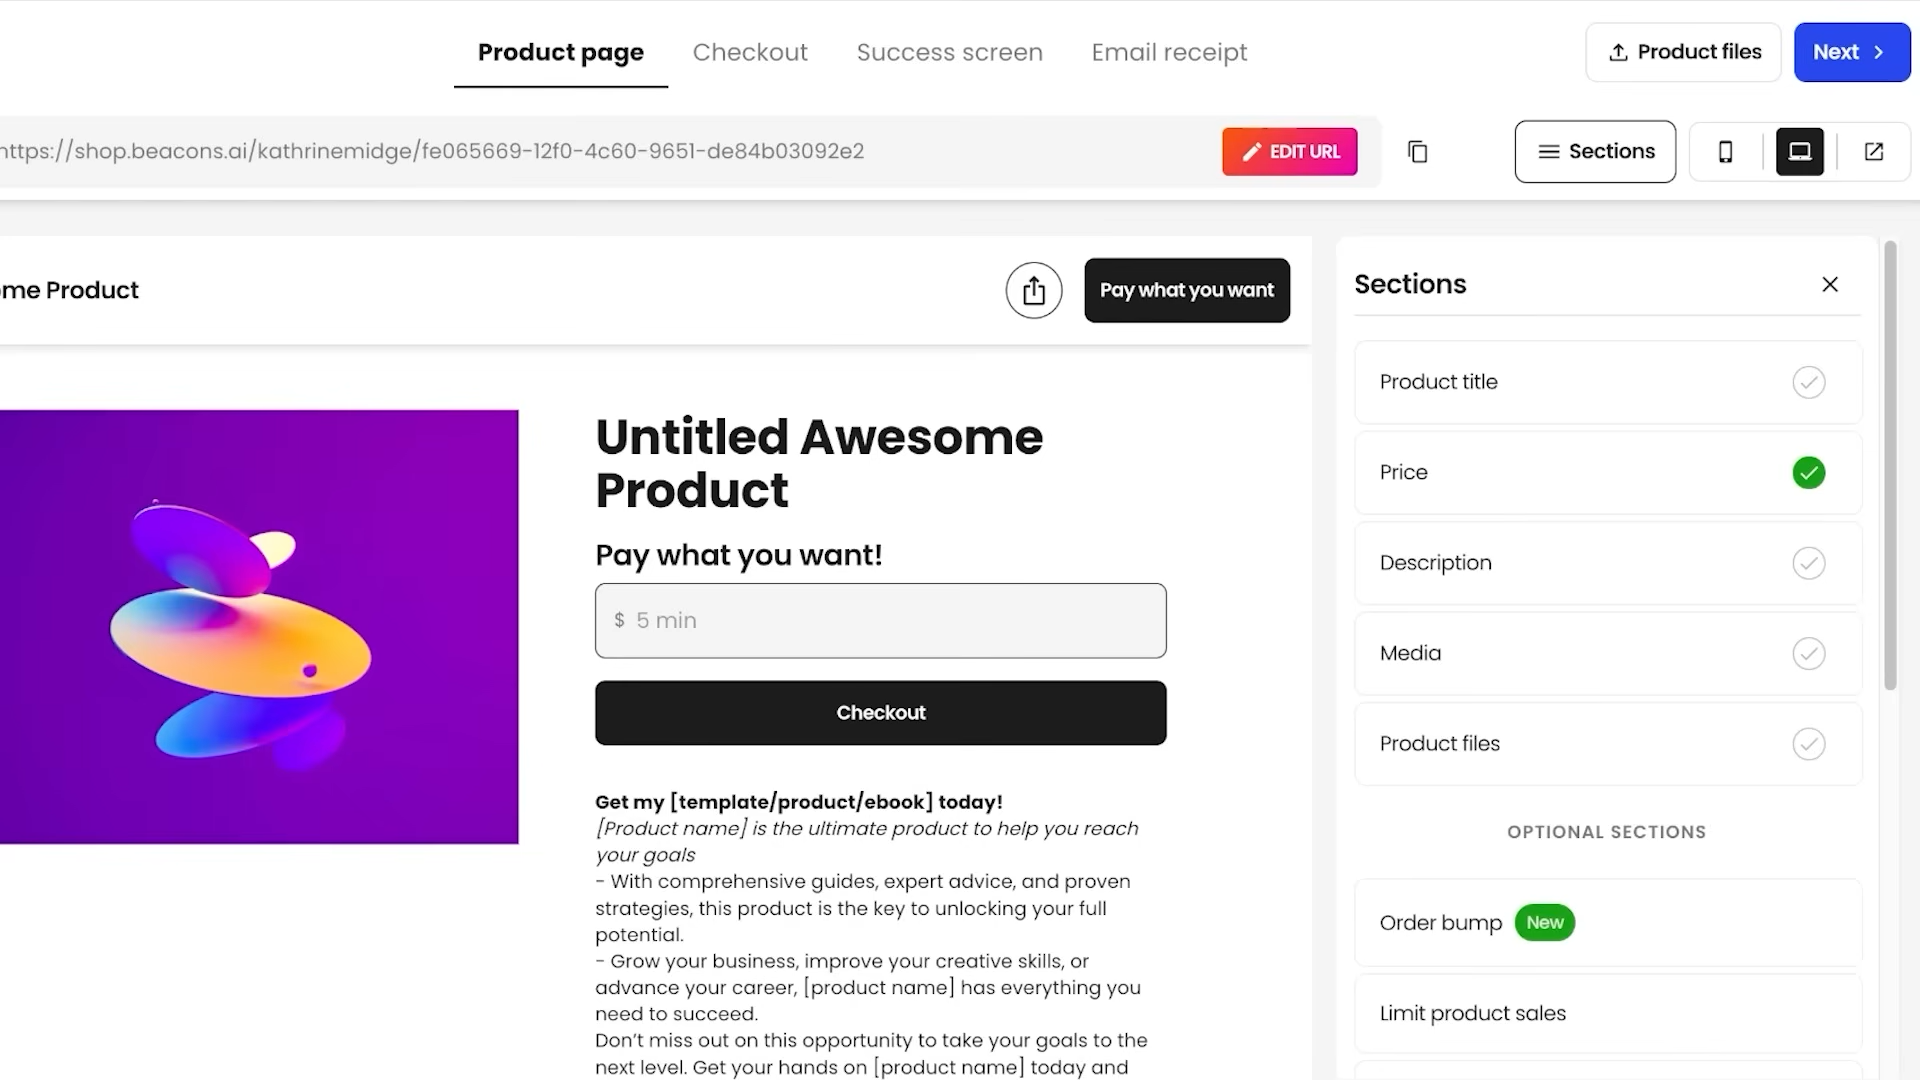 Product page
Checkout
Success screen
Email receipt
Product files
Next
https://shop.beacons.ai/kathrinemidge/fe065669-12f0-4c60-9651-de84b03092e2
EDIT URL
Sections
me Product
Pay what you want
Untitled Awesome
Product
Pay what you want!
$ 5 min
Checkout
Get my [template/product/ebook] today!
[Product name] is the ultimate product to help you reach
your goals
- With comprehensive guides, expert advice, and proven
strategies, this product is the key to unlocking your full
potential.
- Grow your business, improve your creative skills, or
advance your career, [product name] has everything you
need to succeed.
Don't miss out on this opportunity to take your goals to the
next level. Get your hands on [product name] today and
Sections
Product title
Price
Description
Media
Product files
OPTIONAL SECTIONS
Order bump New
Limit product sales